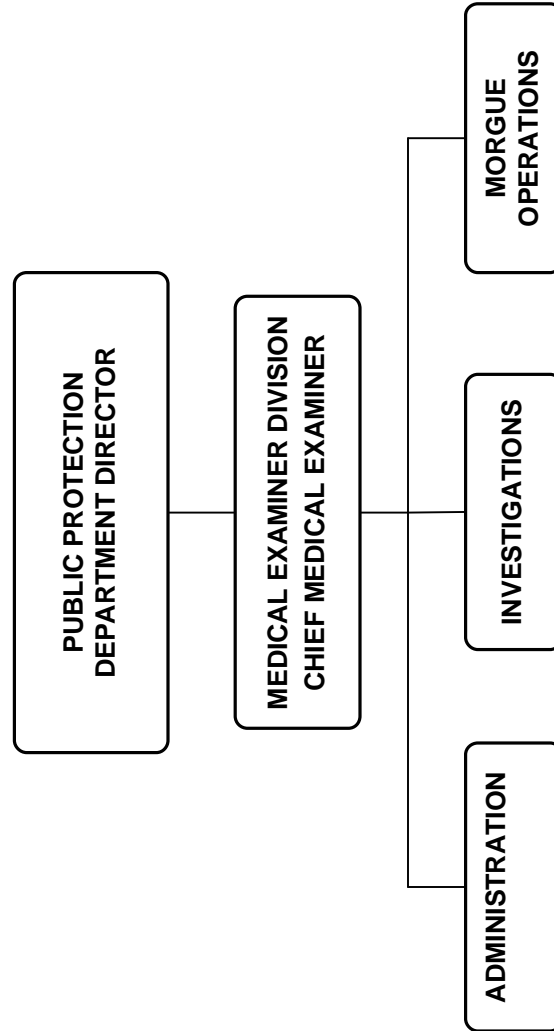 PUBLIC PROTECTION
DEPARTMENT DIRECTOR
MEDICAL EXAMINER DIVISION
CHIEF MEDICAL EXAMINER
ADMINISTRATION
INVESTIGATIONS
MORGUE
OPERATIONS